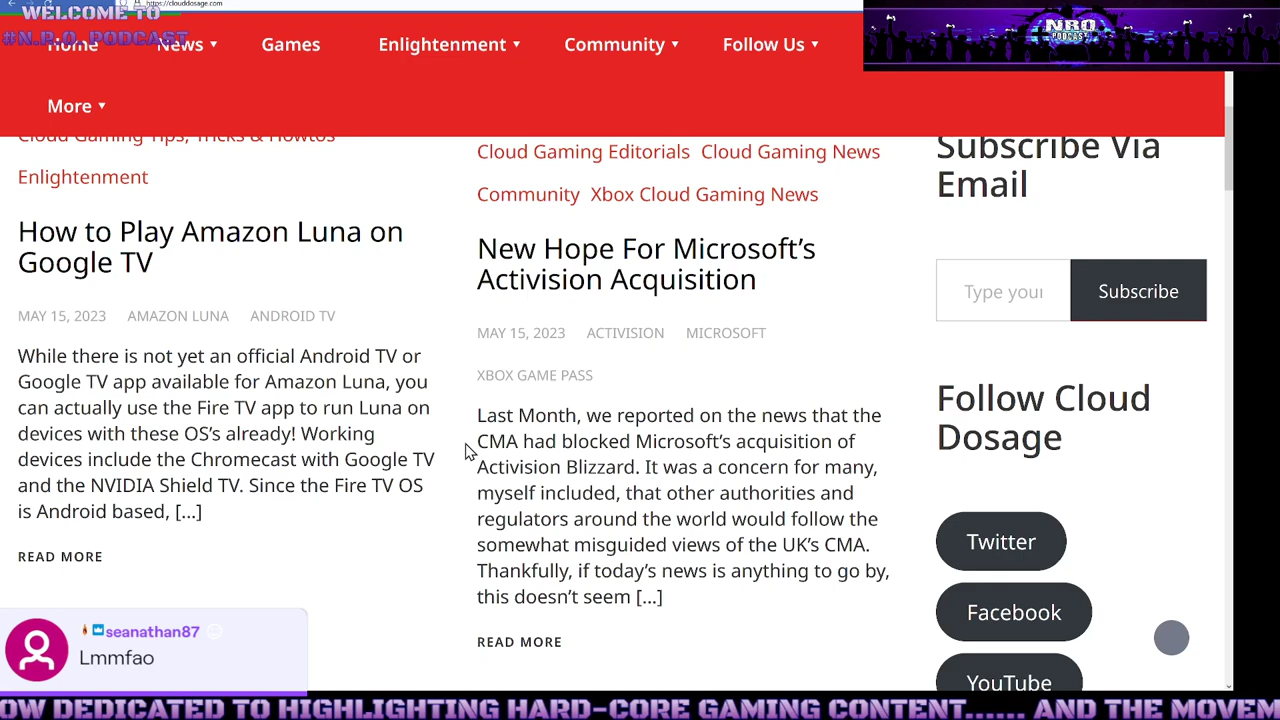 https://clouddosage.com
WELCOME TO
#N.R.O. PODCAST
NRO
PODCAST
Home News ▾ Games Enlightenment ▾ Community ▾ Follow Us ▾
More ▾
Cloud Gaming Tips, Tricks & Howtos
Enlightenment
How to Play Amazon Luna on
Google TV
MAY 15, 2023 AMAZON LUNA ANDROID TV
While there is not yet an official Android TV or
Google TV app available for Amazon Luna, you
can actually use the Fire TV app to run Luna on
devices with these OS’s already! Working
devices include the Chromecast with Google TV
and the NVIDIA Shield TV. Since the Fire TV OS
is Android based, [...]
READ MORE
Cloud Gaming Editorials Cloud Gaming News
Community Xbox Cloud Gaming News
New Hope For Microsoft’s
Activision Acquisition
MAY 15, 2023 ACTIVISION MICROSOFT
XBOX GAME PASS
Last Month, we reported on the news that the
CMA had blocked Microsoft’s acquisition of
Activision Blizzard. It was a concern for many,
myself included, that other authorities and
regulators around the world would follow the
somewhat misguided views of the UK’s CMA.
Thankfully, if today’s news is anything to go by,
this doesn’t seem [...]
READ MORE
Subscribe Via
Email
Type your Subscribe
Follow Cloud
Dosage
Twitter
Facebook
YouTube
seanathan87
Lmmfao
OW DEDICATED TO HIGHLIGHTING HARD-CORE GAMING CONTENT...... AND THE MOVEM